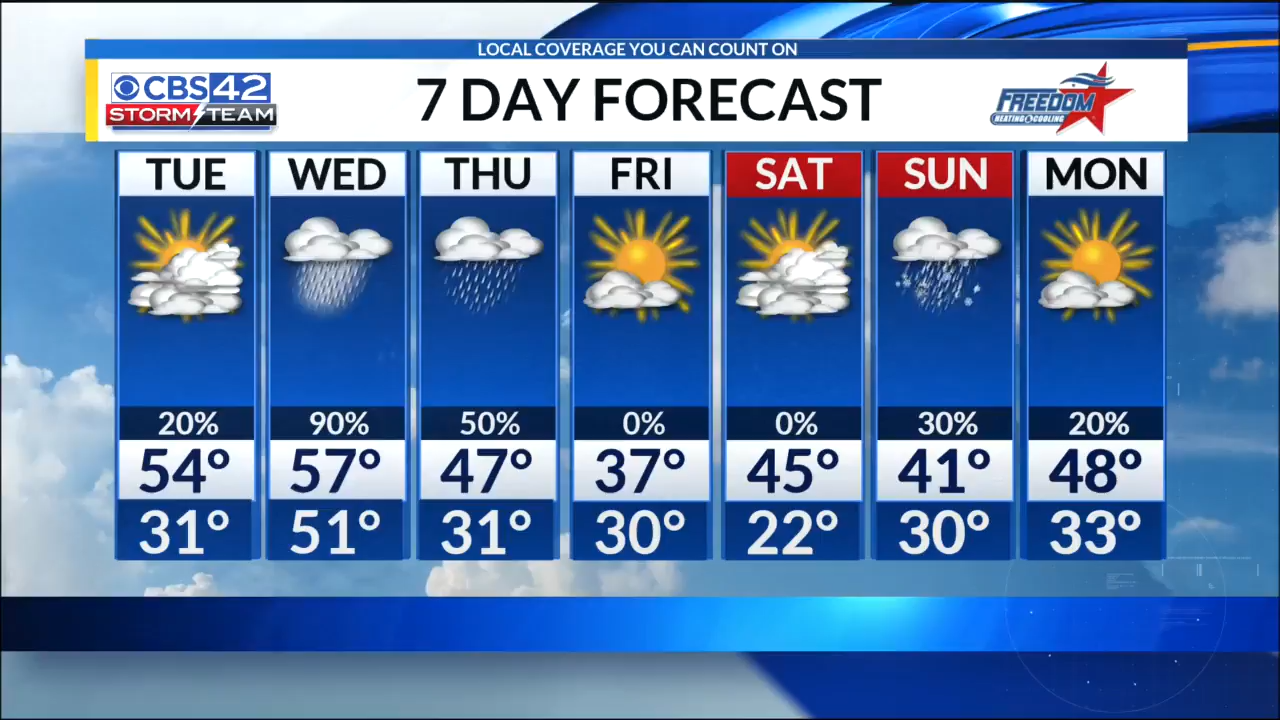 LOCAL COVERAGE YOU CAN COUNT ON
CBS 42
STORM TEAM
7 DAY FORECAST
FREEDOM
HEATING & COOLING
TUE WED THU FRI SAT SUN MON
20% 90% 50% 0% 0% 30% 20%
54° 57° 47° 37° 45° 41° 48°
31° 51° 31° 30° 22° 30° 33°